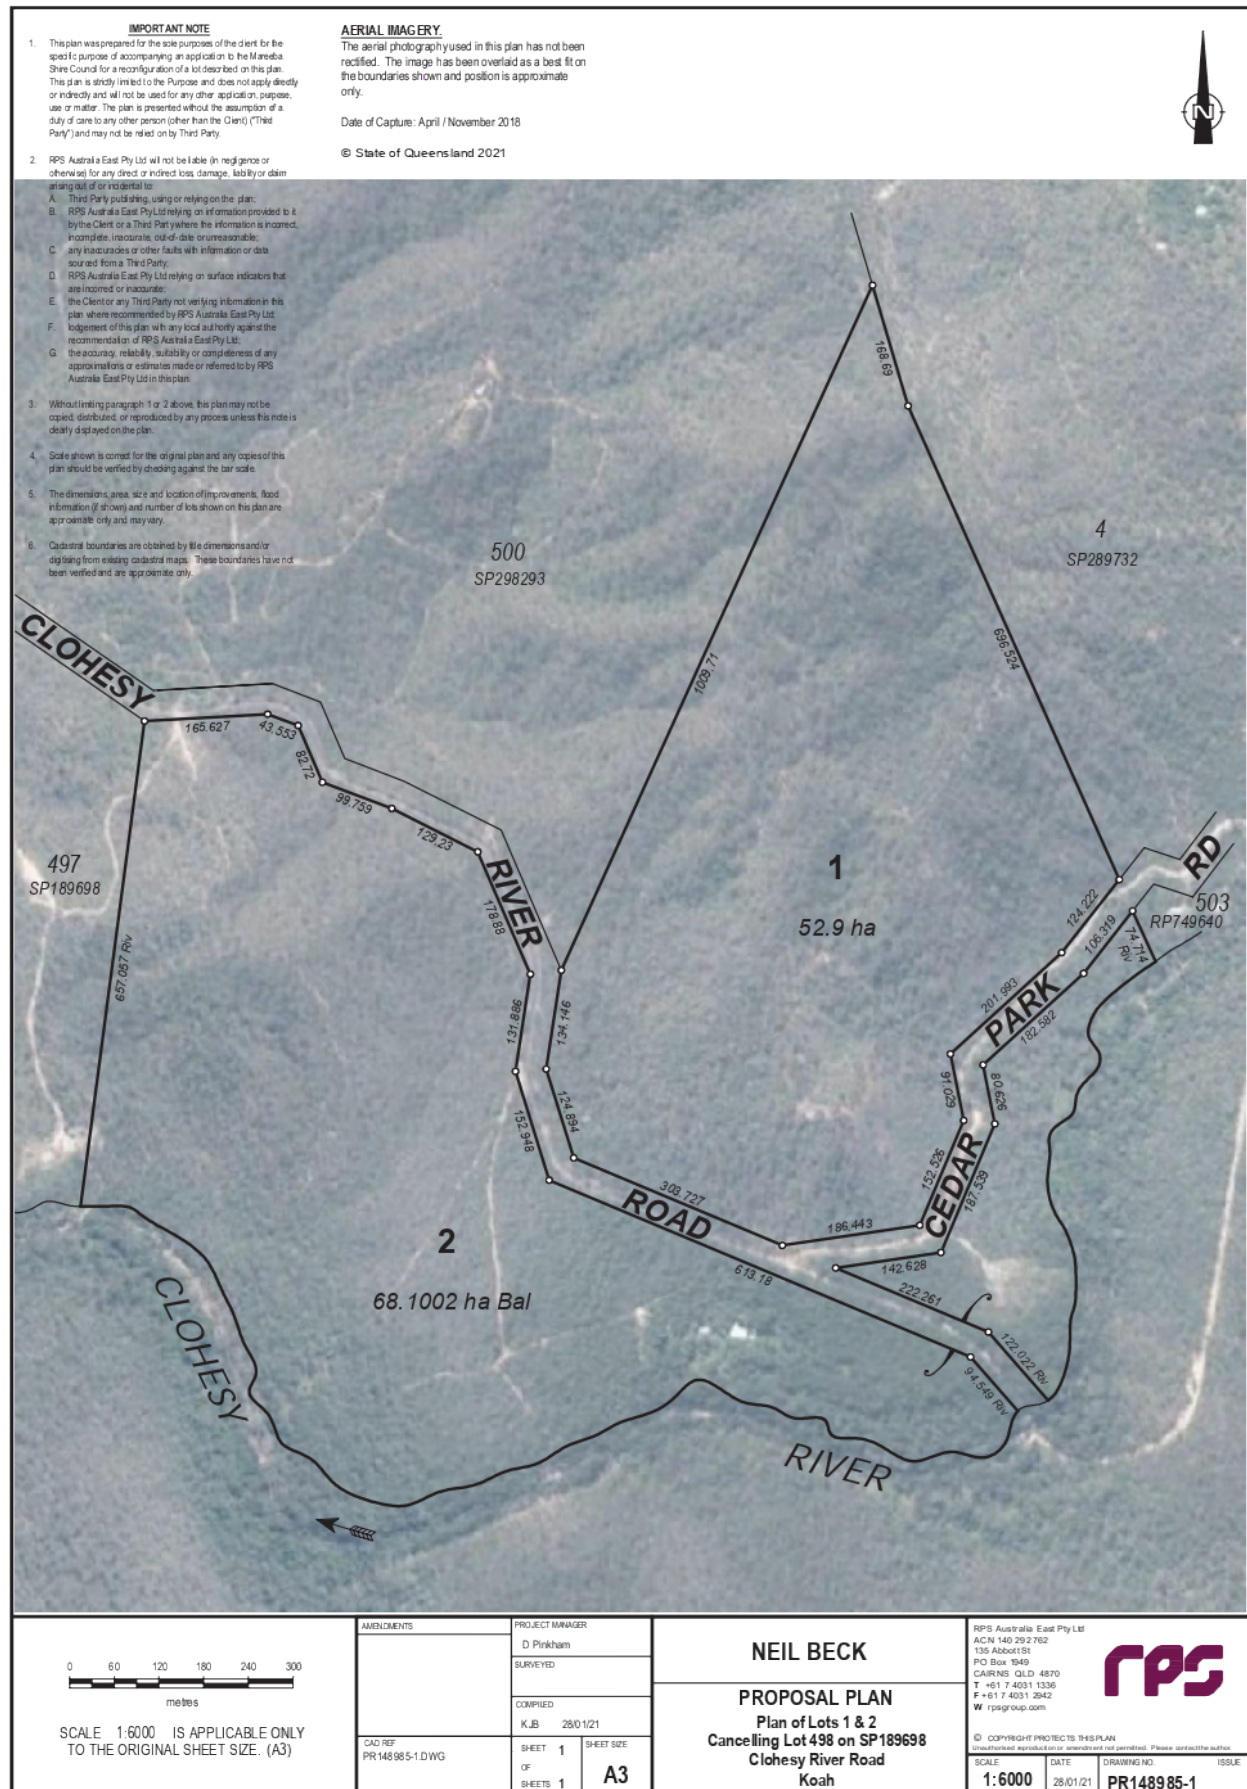 IMPORTANT NOTE
1. This plan was prepared for the sole purposes of the client for the
specific purpose of accompanying an application to the Mareeba
Shire Council for a reconfiguration of a lot described on this plan.
This plan is strictly limited to the Purpose and does not apply directly
or indirectly and will not be used for any other application, purpose,
use or matter. The plan is presented without the assumption of a
duty of care to any other person (other than the Client) ("Third
Party") and may not be relied on by Third Party.
2. RPS Australia East Pty Ltd will not be liable (in negligence or
otherwise) for any direct or indirect loss, damage, liability or claim
arising out of or incidental to:
A. Third Party publishing, using or relying on the plan;
B. RPS Australia East Pty Ltd relying on information provided to it
by the Client or a Third Party where the information is incorrect,
incomplete, inaccurate, out-of-date or unreasonable;
C. any inaccuracies or other faults with information or data
sourced from a Third Party;
D. RPS Australia East Pty Ltd relying on surface indicators that
are incorrect or inaccurate;
E. the Client or any Third Party not verifying information in this
plan where recommended by RPS Australia East Pty Ltd;
F. lodgement of this plan with any local authority against the
recommendation of RPS Australia East Pty Ltd;
G. the accuracy, reliability, suitability or completeness of any
approximations or estimates made or referred to by RPS
Australia East Pty Ltd in this plan.
3. Without limiting paragraph 1 or 2 above, this plan may not be
copied, distributed, or reproduced by any process unless this note is
clearly displayed on the plan.
4. Scale shown is correct for the original plan and any copies of this
plan should be verified by checking against the bar scale.
5. The dimensions, area, size and location of improvements, flood
information (if shown) and number of lots shown on this plan are
approximate only and may vary.
6. Cadastral boundaries are obtained by title dimensions and/or
digitising from existing cadastral maps. These boundaries have not
been verified and are approximate only.
AERIAL IMAGERY.
The aerial photography used in this plan has not been
rectified. The image has been overlaid as a best fit on
the boundaries shown and position is approximate
only.
Date of Capture: April / November 2018
© State of Queensland 2021
N
168.69
4
SP289732
500
SP298293
696.524
1009.71
CLOHESY
165.627
43.553
82.72
99.759
129.23
RIVER
178.88
497
SP189698
657.057 Riv
1
52.9 ha
RD
503
RP749640
124.222
106.319
74.714
Riv
201.993
PARK
182.582
131.886
134.146
91.029
80.626
152.948
124.894
152.526
CEDAR
187.539
303.727
ROAD
186.443
142.628
613.18
222.261
122.022 Riv
94.549 Riv
2
68.1002 ha Bal
CLOHESY
RIVER
0 60 120 180 240 300
metres
SCALE 1:6000 IS APPLICABLE ONLY
TO THE ORIGINAL SHEET SIZE. (A3)
AMENDMENTS
CAD REF
PR148985-1.DWG
PROJECT MANAGER
D Pinkham
SURVEYED
COMPILED
K.JB 28/01/21
SHEET 1
OF
SHEETS 1
SHEET SIZE
A3
NEIL BECK
PROPOSAL PLAN
Plan of Lots 1 & 2
Cancelling Lot 498 on SP189698
Clohesy River Road
Koah
RPS Australia East Pty Ltd
ACN 140 292 762
135 Abbott St
PO Box 1949
CAIRNS QLD 4870
T +61 7 4031 1336
F +61 7 4031 2942
W rpsgroup.com
rps
© COPYRIGHT PROTECTS THIS PLAN
Unauthorised reproduction or amendment not permitted. Please contact the author.
SCALE
1:6000
DATE
28/01/21
DRAWING NO.
PR148985-1
ISSUE